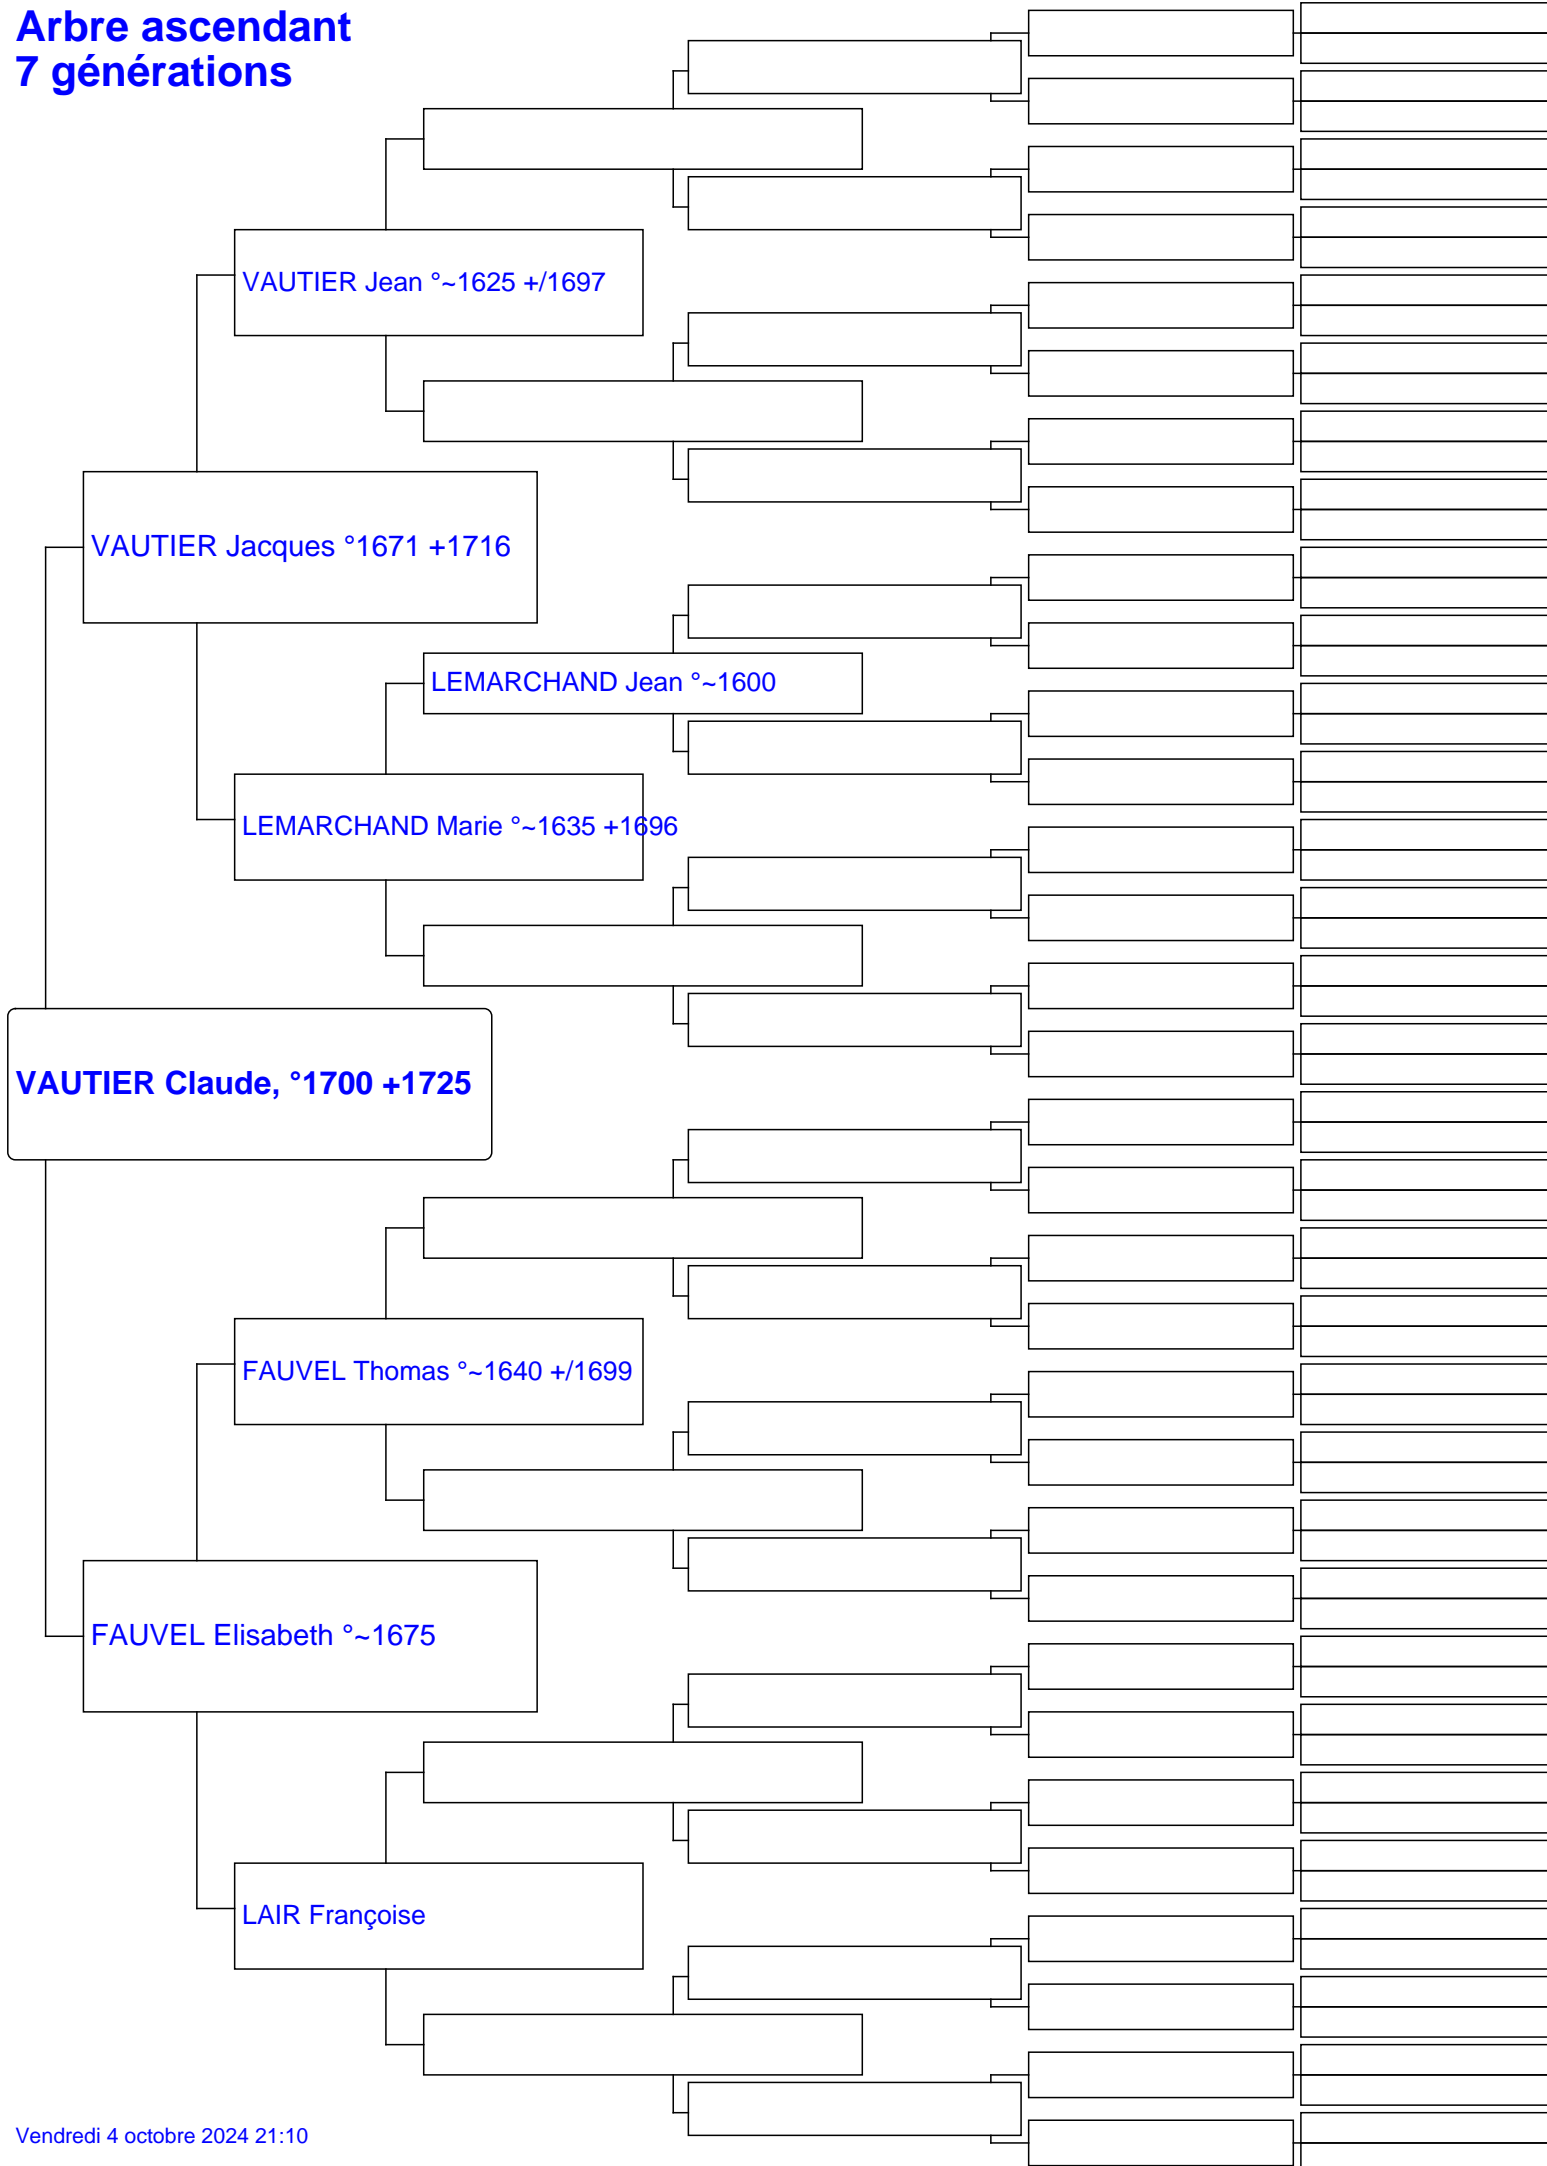 Arbre ascendant
7 générations
VAUTIER Jean °~1625 +/1697
VAUTIER Jacques °1671 +1716
LEMARCHAND Jean °~1600
LEMARCHAND Marie °~1635 +1696
VAUTIER Claude, °1700 +1725
FAUVEL Thomas °~1640 +/1699
FAUVEL Elisabeth °~1675
LAIR Françoise
Vendredi 4 octobre 2024 21:10